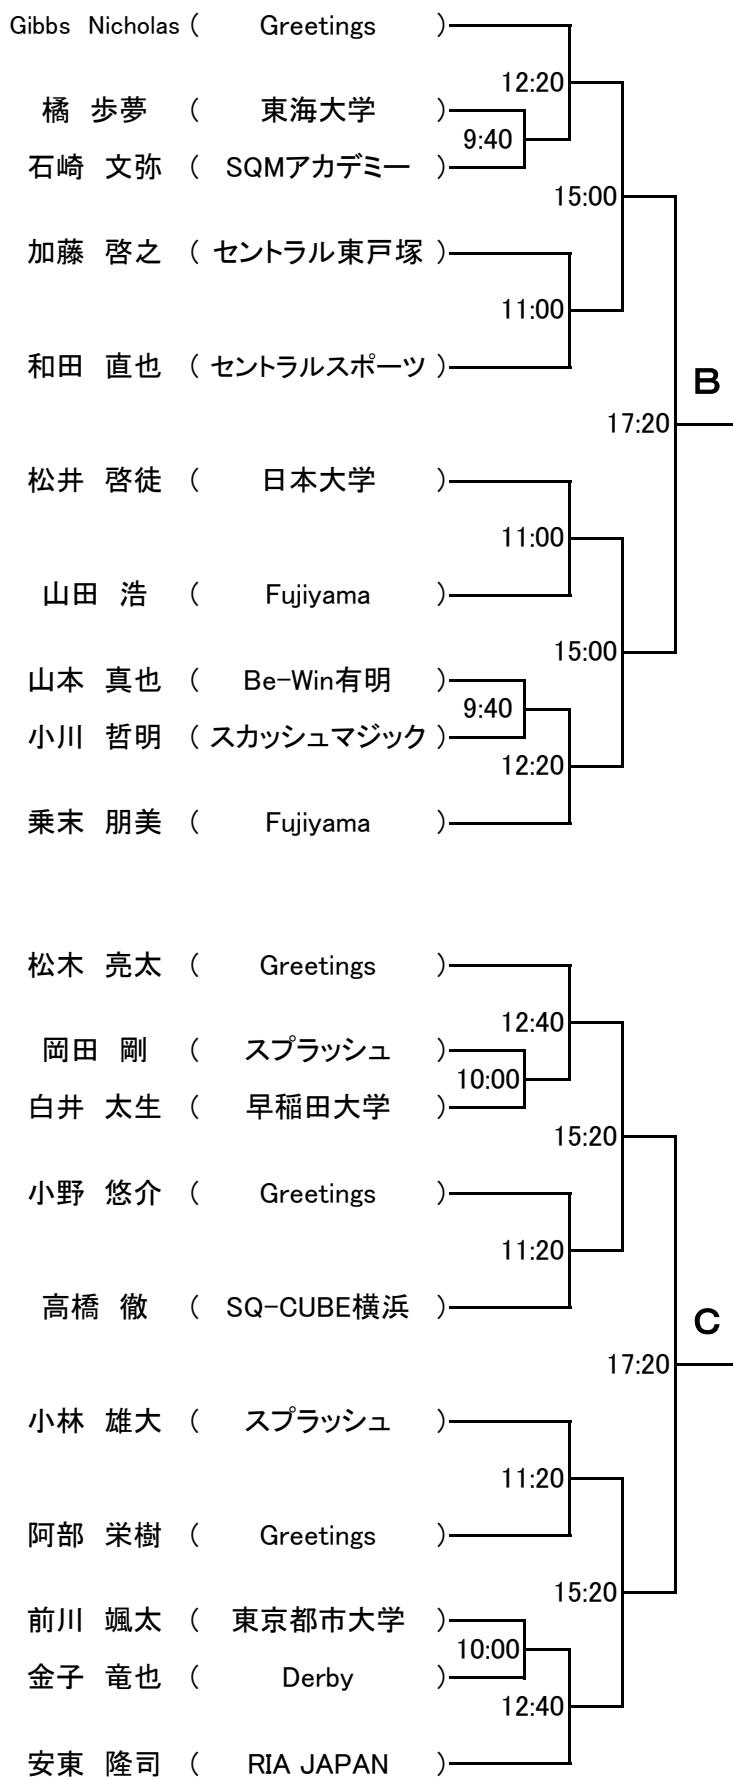 Gibbs Nicholas ( Greetings )
12:20
橘 歩夢 ( 東海大学 )
9:40
石崎 文弥 ( SQMアカデミー )
15:00
加藤 啓之 ( セントラル東戸塚 )
11:00
和田 直也 ( セントラルスポーツ )
B
17:20
松井 啓徒 ( 日本大学 )
11:00
山田 浩 ( Fujiyama )
15:00
山本 真也 ( Be-Win有明 )
9:40
小川 哲明 ( スカッシュマジック )
12:20
乗末 朋美 ( Fujiyama )
松木 亮太 ( Greetings )
12:40
岡田 剛 ( スプラッシュ )
10:00
白井 太生 ( 早稲田大学 )
15:20
小野 悠介 ( Greetings )
11:20
高橋 徹 ( SQ-CUBE横浜 )
C
17:20
小林 雄大 ( スプラッシュ )
11:20
阿部 栄樹 ( Greetings )
15:20
前川 颯太 ( 東京都市大学 )
10:00
金子 竜也 ( Derby )
12:40
安東 隆司 ( RIA JAPAN )